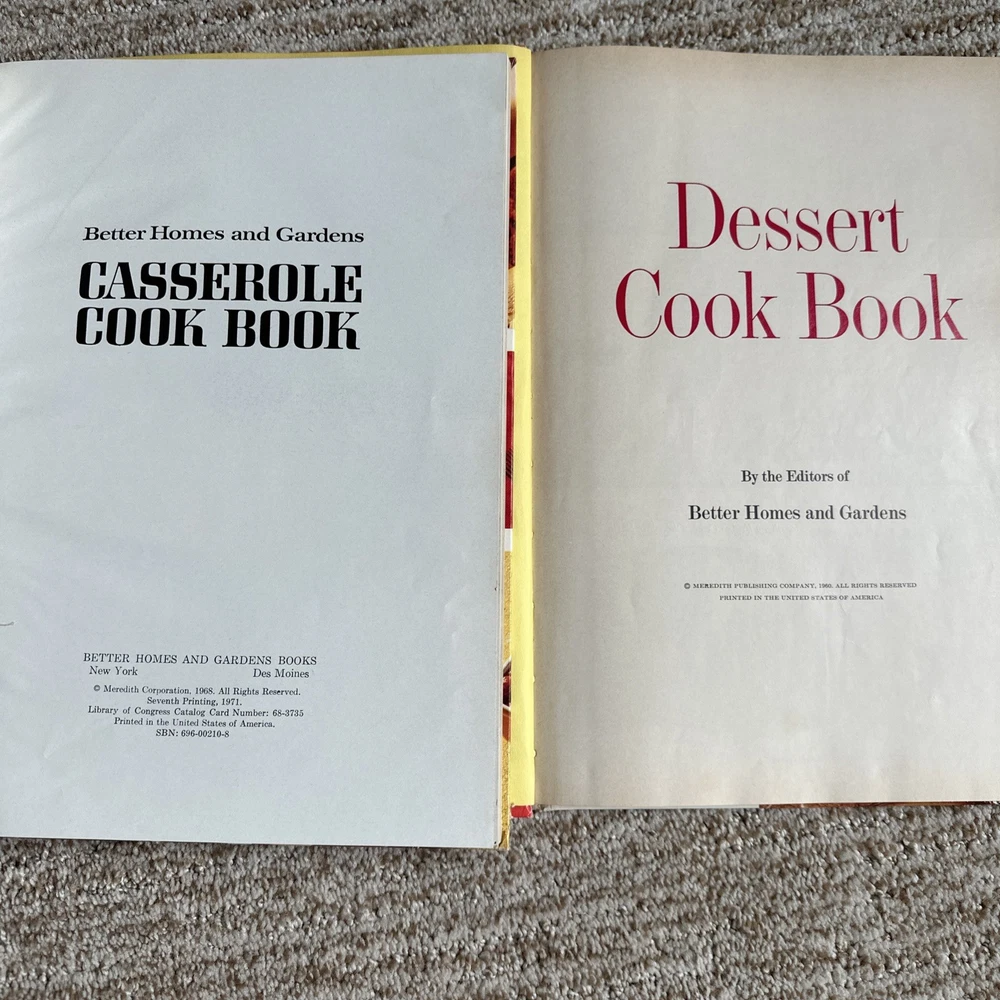 Better Homes and Gardens
CASSEROLE
COOK BOOK
BETTER HOMES AND GARDENS BOOKS
New York Des Moines
© Meredith Corporation, 1968. All Rights Reserved.
Seventh Printing, 1971.
Library of Congress Catalog Card Number: 68-3735
Printed in the United States of America.
SBN: 696-00210-8
Dessert
Cook Book
By the Editors of
Better Homes and Gardens
© MEREDITH PUBLISHING COMPANY, 1960. ALL RIGHTS RESERVED
PRINTED IN THE UNITED STATES OF AMERICA